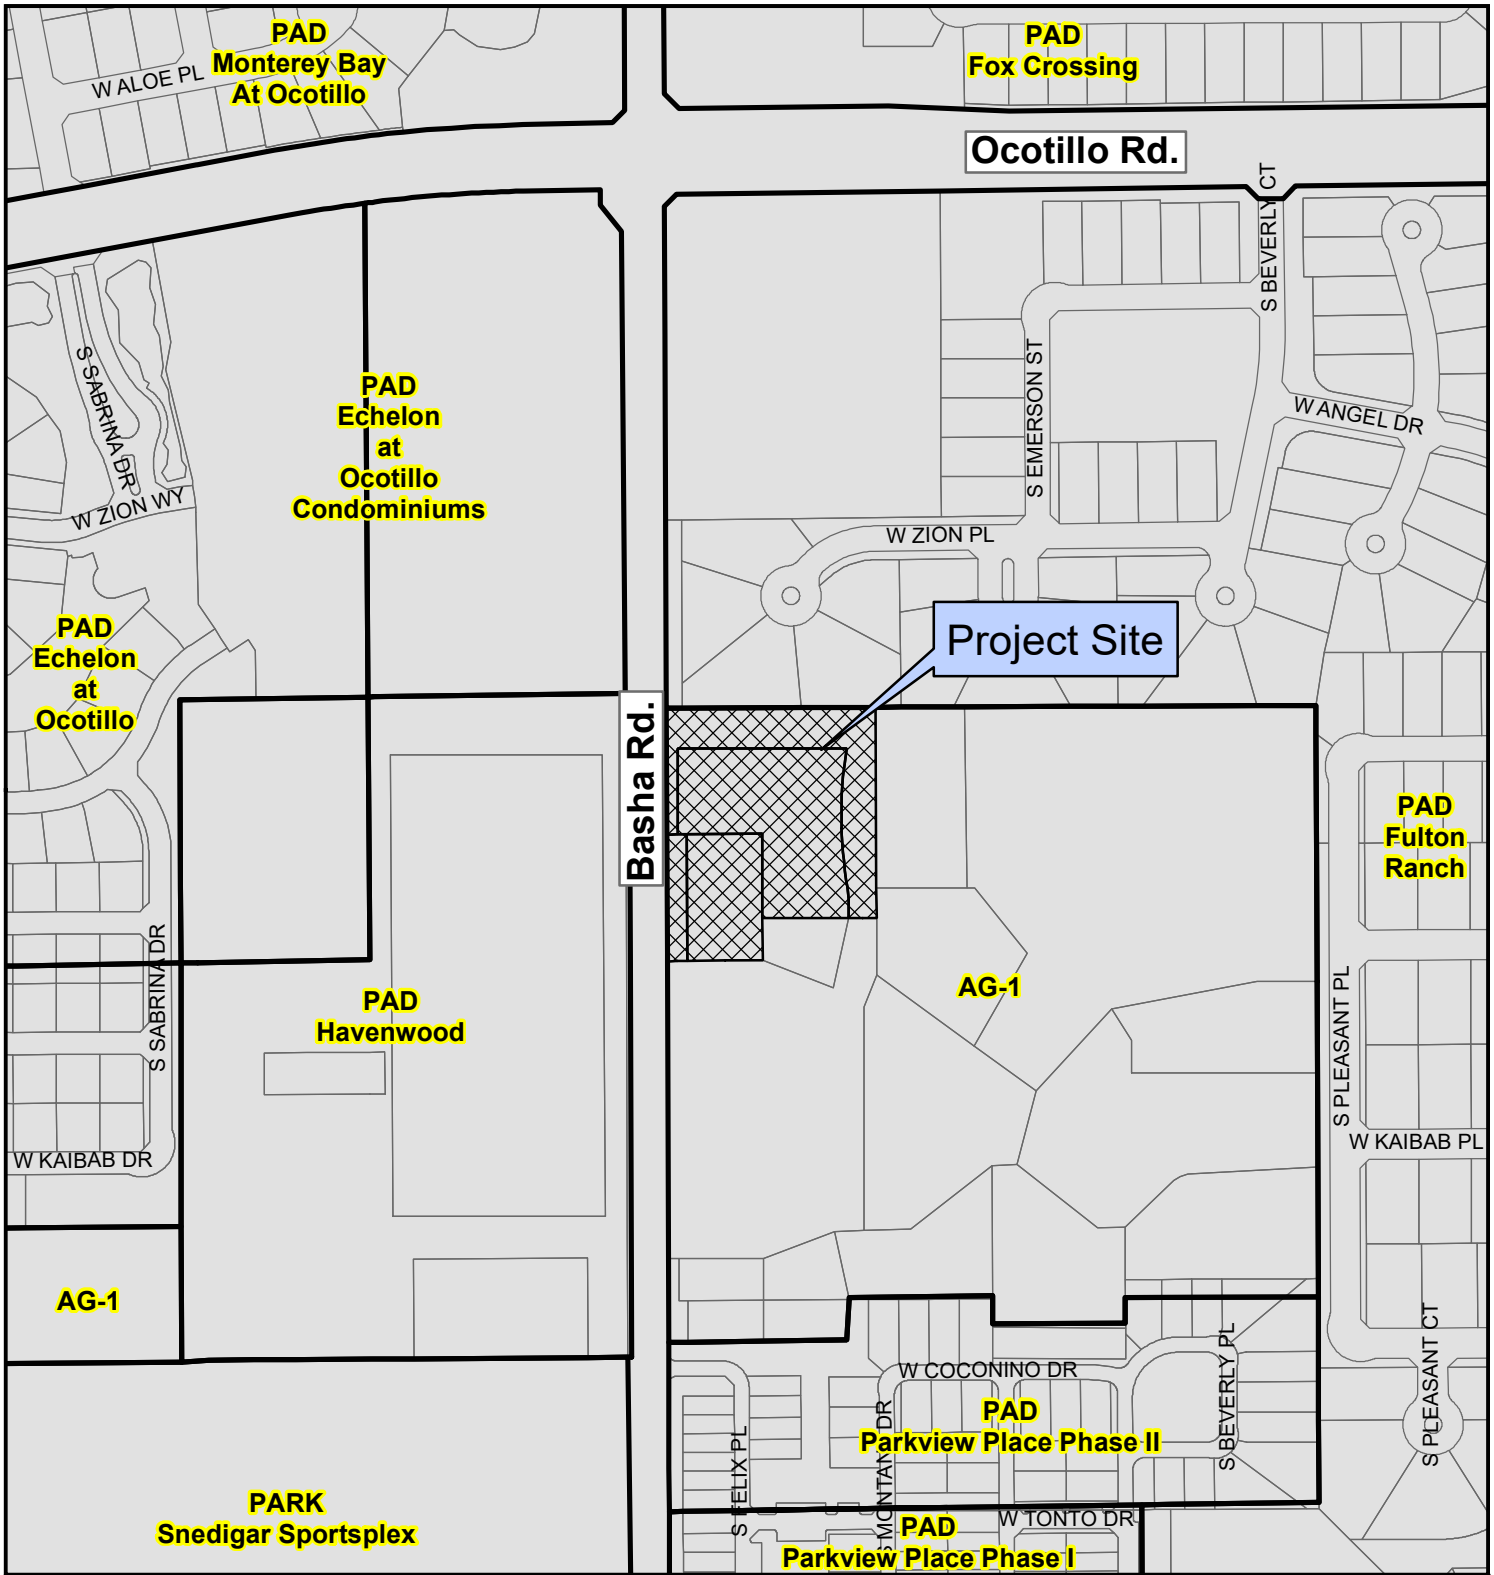 PAD
Monterey Bay
At Ocotillo
W ALOE PL
PAD
Fox Crossing
Ocotillo Rd.
S BEVERLY CT
S SABRINA DR
PAD
Echelon
at
Ocotillo
Condominiums
S EMERSON ST
W ANGEL DR
W ZION WY
W ZION PL
PAD
Echelon
at
Ocotillo
Project Site
Basha Rd.
PAD
Fulton
Ranch
S SABRINA DR
PAD
Havenwood
AG-1
S PLEASANT PL
W KAIBAB DR
W KAIBAB PL
AG-1
W COCONINO DR
S BEVERLY PL
S PLEASANT CT
PAD
Parkview Place Phase II
S FELIX PL
S MONTANA DR
PARK
Snedigar Sportsplex
W TONTO DR
PAD
Parkview Place Phase I